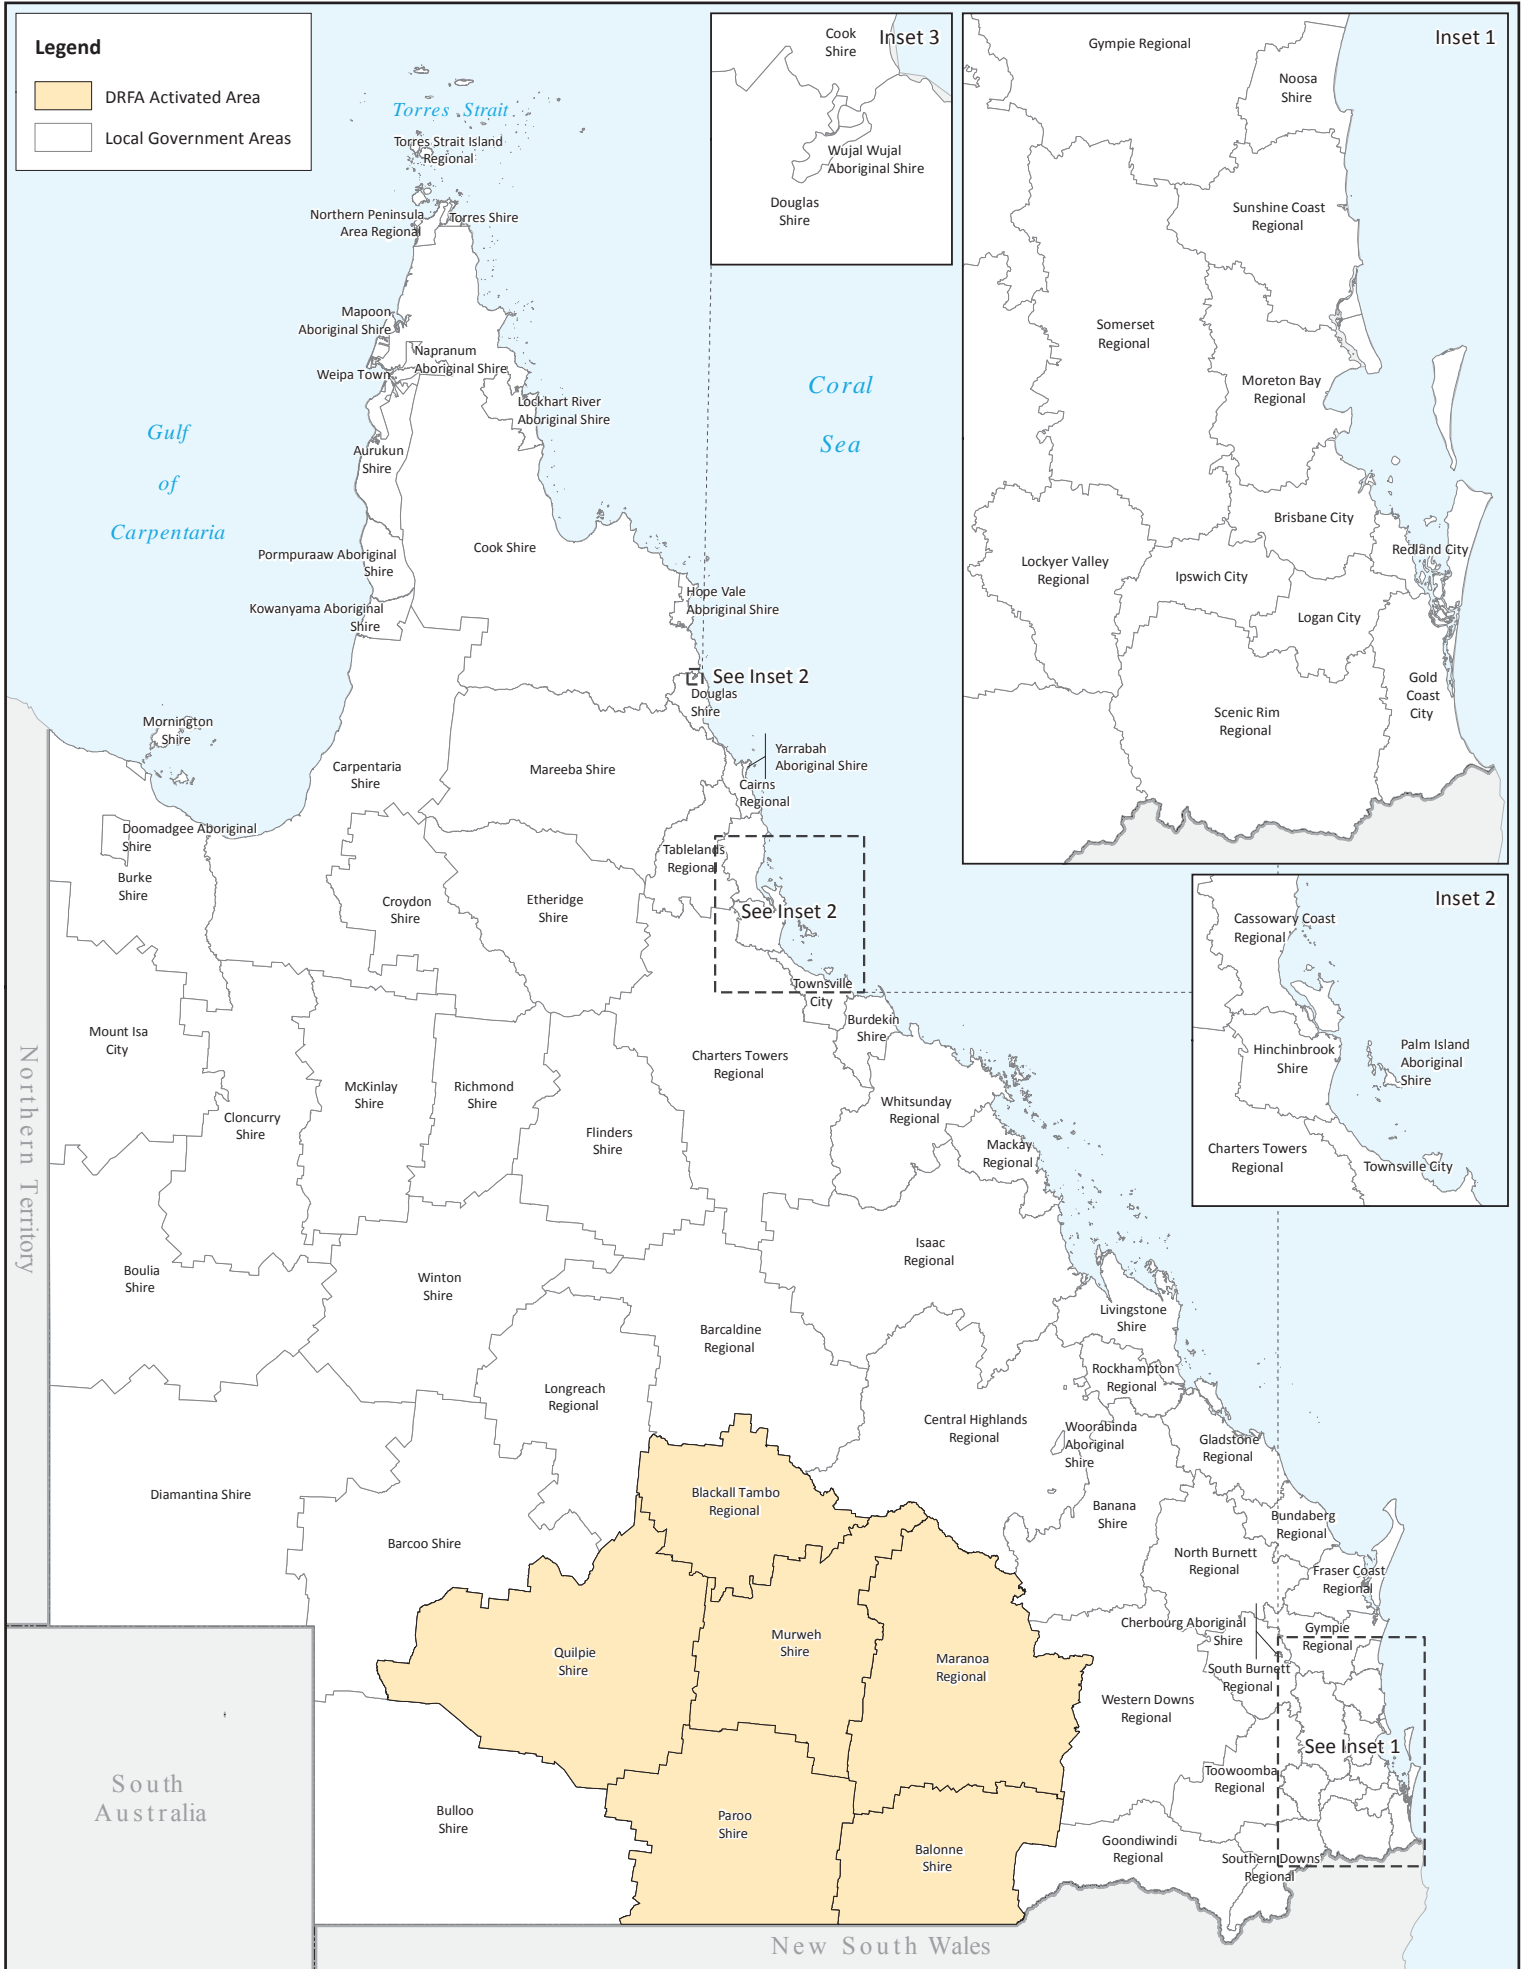 Legend
DRFA Activated Area
Local Government Areas
Inset 3
Cook
Shire
Wujal Wujal
Aboriginal Shire
Douglas
Shire
Inset 1
Gympie Regional
Noosa
Shire
Sunshine Coast
Regional
Somerset
Regional
Moreton Bay
Regional
Brisbane City
Redland City
Lockyer Valley
Regional
Ipswich City
Logan City
Gold
Coast
City
Scenic Rim
Regional
Inset 2
Cassowary Coast
Regional
Hinchinbrook
Shire
Palm Island
Aboriginal
Shire
Charters Towers
Regional
Townsville City
Torres Strait
Torres Strait Island
Regional
Northern Peninsula
Area Regional
Torres Shire
Mapoon
Aboriginal Shire
Napranum
Aboriginal Shire
Weipa Town
Lockhart River
Aboriginal Shire
Coral
Sea
Gulf
of
Carpentaria
Aurukun
Shire
Cook Shire
Pormpuraaw Aboriginal
Shire
Kowanyama Aboriginal
Shire
Hope Vale
Aboriginal Shire
See Inset 2
Douglas
Shire
Mornington
Shire
Yarrabah
Aboriginal Shire
Carpentaria
Shire
Mareeba Shire
Cairns
Regional
Doomadgee Aboriginal
Shire
Burke
Shire
Tablelands
Regional
Croydon
Shire
Etheridge
Shire
See Inset 2
Townsville
City
Burdekin
Shire
Mount Isa
City
Charters Towers
Regional
McKinlay
Shire
Richmond
Shire
Cloncurry
Shire
Flinders
Shire
Whitsunday
Regional
Mackay
Regional
Northern Territory
Isaac
Regional
Boulia
Shire
Winton
Shire
Livingstone
Shire
Barcaldine
Regional
Rockhampton
Regional
Longreach
Regional
Central Highlands
Regional
Woorabinda
Aboriginal
Shire
Gladstone
Regional
Diamantina Shire
Blackall Tambo
Regional
Banana
Shire
Bundaberg
Regional
Barcoo Shire
North Burnett
Regional
Fraser Coast
Regional
Cherbourg Aboriginal
Shire
Gympie
Regional
Quilpie
Shire
Murweh
Shire
Maranoa
Regional
South Burnett
Regional
Western Downs
Regional
See Inset 1
Toowoomba
Regional
South
Australia
Bulloo
Shire
Paroo
Shire
Balonne
Shire
Goondiwindi
Regional
Southern Downs
Regional
New South Wales